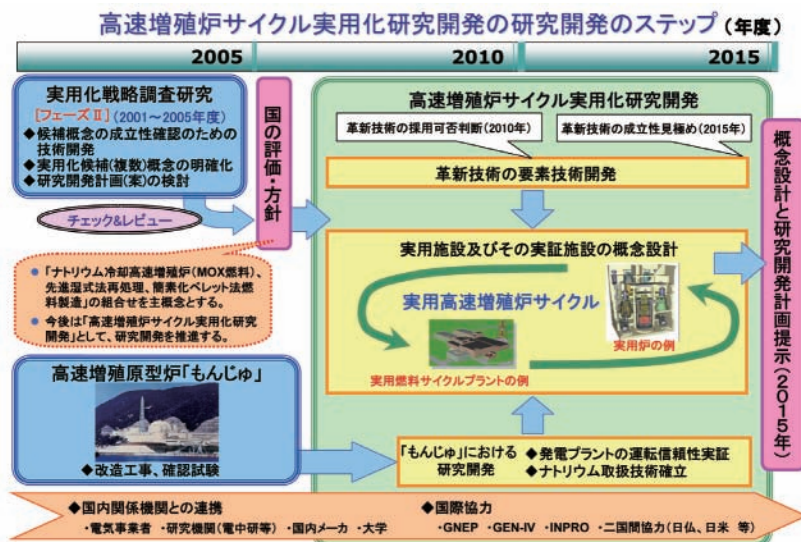 高速増殖炉サイクル実用化研究開発の研究開発のステップ(年度)
2005
2010
2015
実用化戦略調査研究
[フェーズⅡ](2001～2005年度)
◆候補概念の成立性確認のための
技術開発
◆実用化候補(複数)概念の明確化
◆研究開発計画(案)の検討
チェック&レビュー
国の評価・方針
●「ナトリウム冷却高速増殖炉(MOX燃料)、
先進湿式法再処理、簡素化ペレット法燃
料製造」の組合せを主概念とする。
●今後は「高速増殖炉サイクル実用化研究
開発」として、研究開発を推進する。
高速増殖原型炉「もんじゅ」
◆改造工事、確認試験
高速増殖炉サイクル実用化研究開発
革新技術の採用可否判断(2010年)
革新技術の成立性見極め(2015年)
革新技術の要素技術開発
実用施設及びその実証施設の概念設計
実用高速増殖炉サイクル
実用炉の例
実用燃料サイクルプラントの例
「もんじゅ」における
研究開発
◆発電プラントの運転信頼性実証
◆ナトリウム取扱技術確立
概念設計と研究開発計画提示(2015年)
◆国内関係機関との連携
・電気事業者 ・研究機関(電中研等) ・国内メーカ ・大学
◆国際協力
・GNEP ・GEN-IV ・INPRO ・二国間協力(日仏、日米 等)